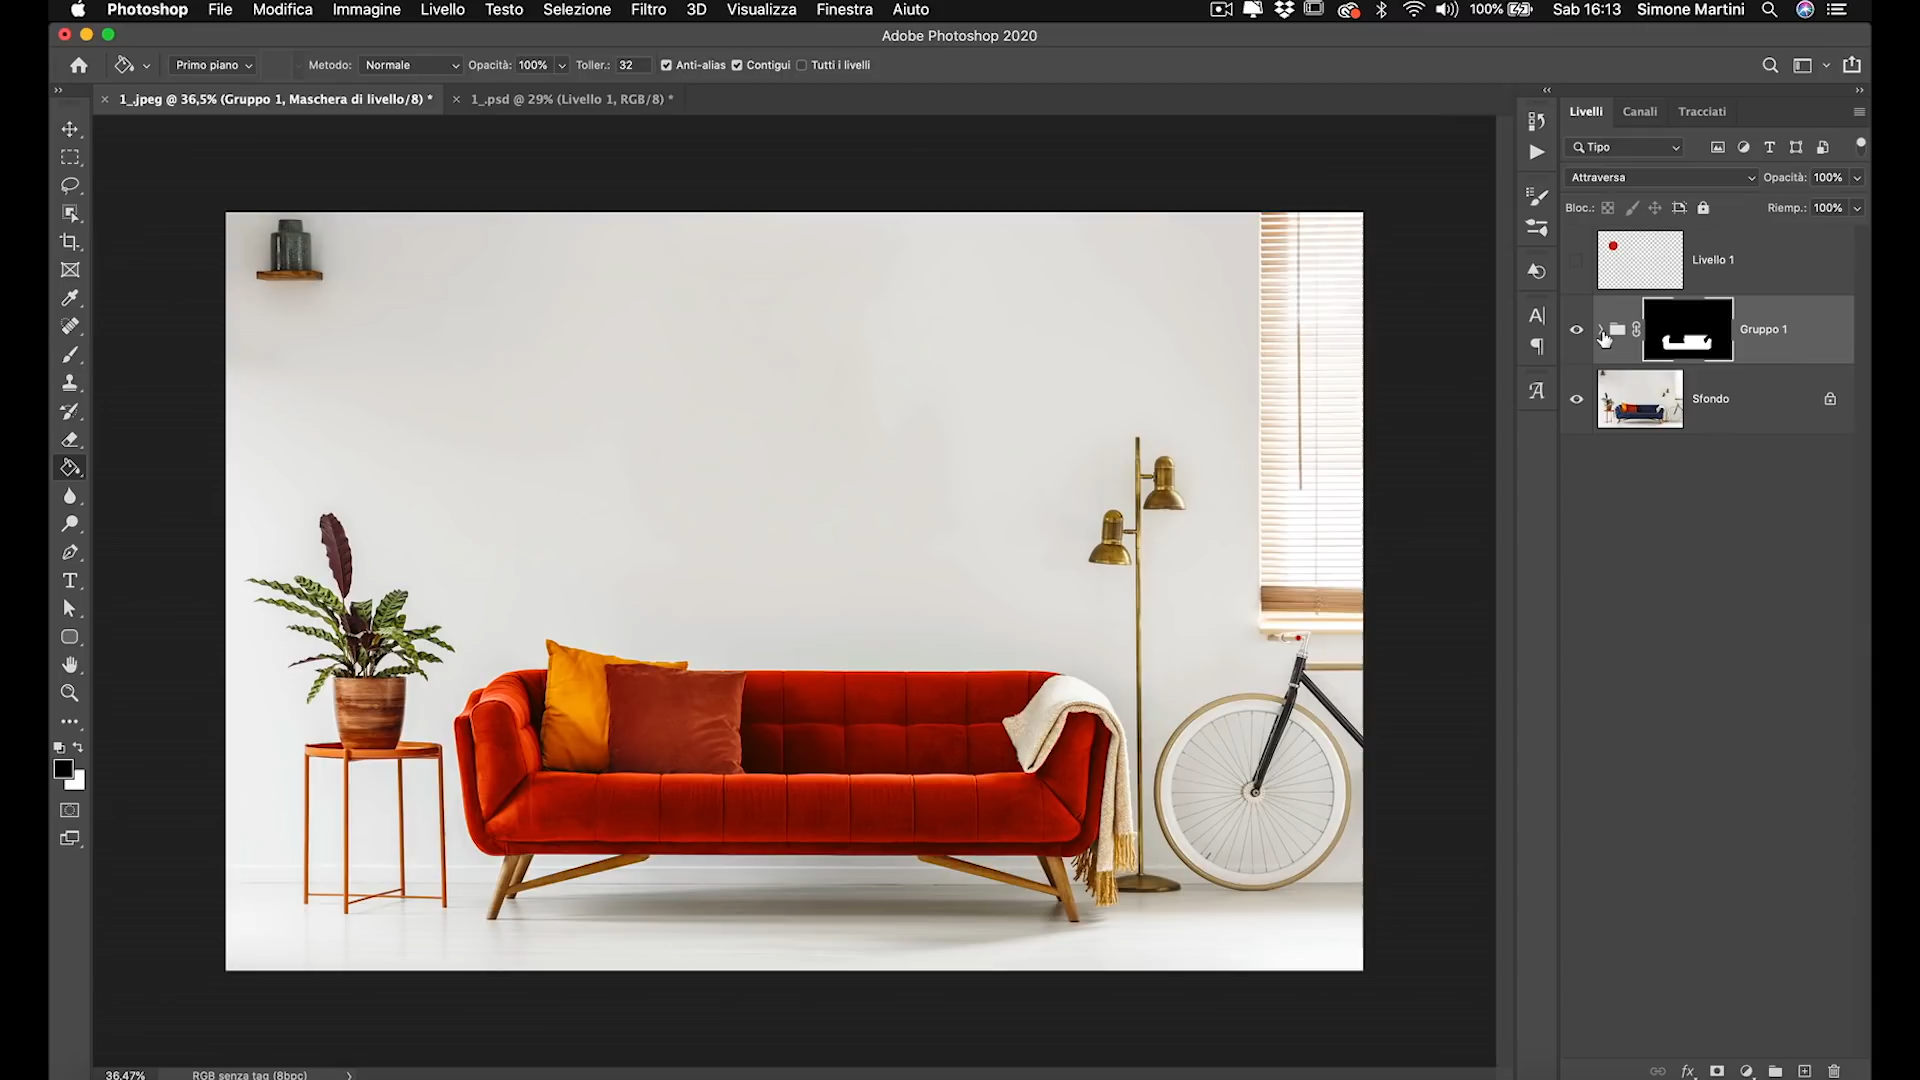 Photoshop File Modifica Immagine Livello Testo Selezione Filtro 3D Visualizza Finestra Aiuto 100% Sab 16:13 Simone Martini
Adobe Photoshop 2020
Primo piano Metodo: Normale Opacità: 100% Toller.: 32 Anti-alias Contigui Tutti i livelli
1_.jpeg @ 36,5% (Gruppo 1, Maschera di livello/8) * 1_.psd @ 29% (Livello 1, RGB/8) *
Livelli Canali Tracciati
Tipo
Attraversa Opacità: 100%
Bloc.: Riemp.: 100%
Livello 1
Gruppo 1
Sfondo
36,47% RGB senza tag (8bpc)
fx